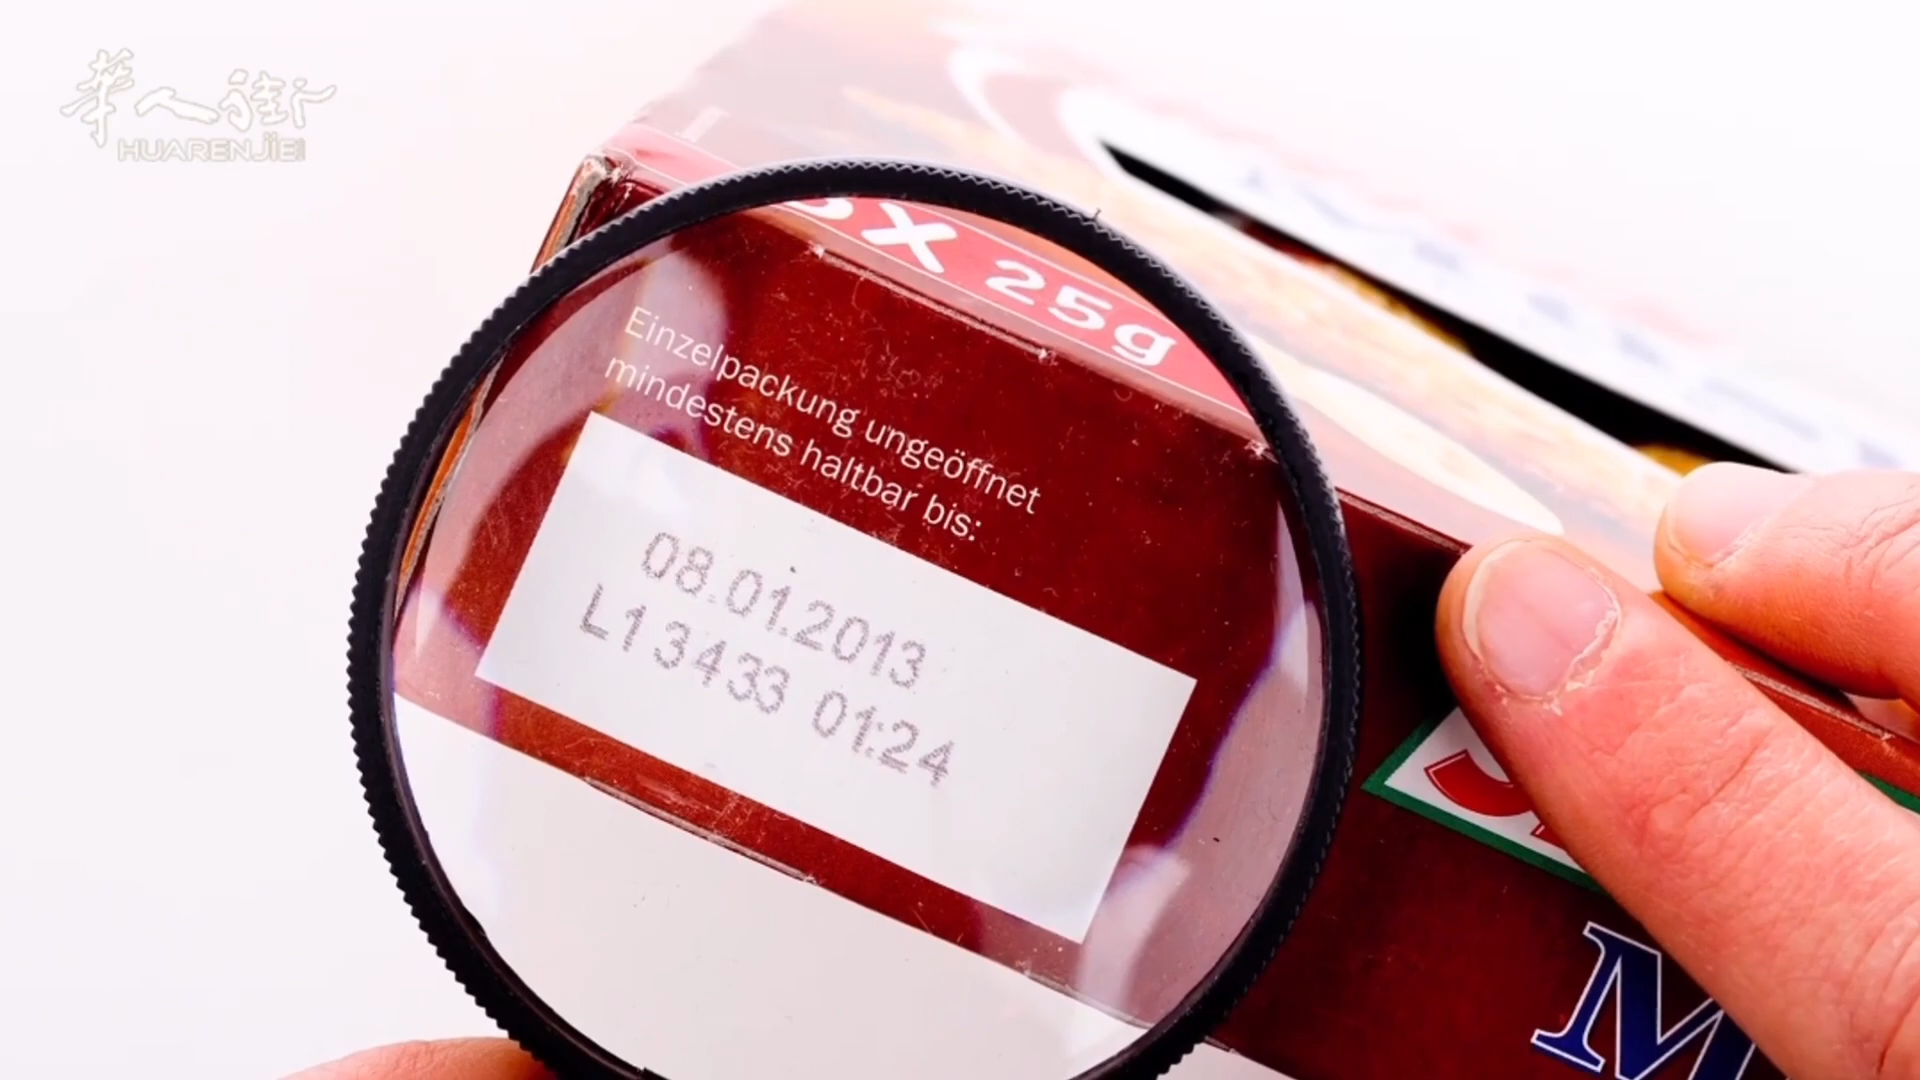 華人街
HUARENJIE
X 25g
Einzelpackung ungeöffnet
mindestens haltbar bis:
08.01.2013
L13433 01:24
M